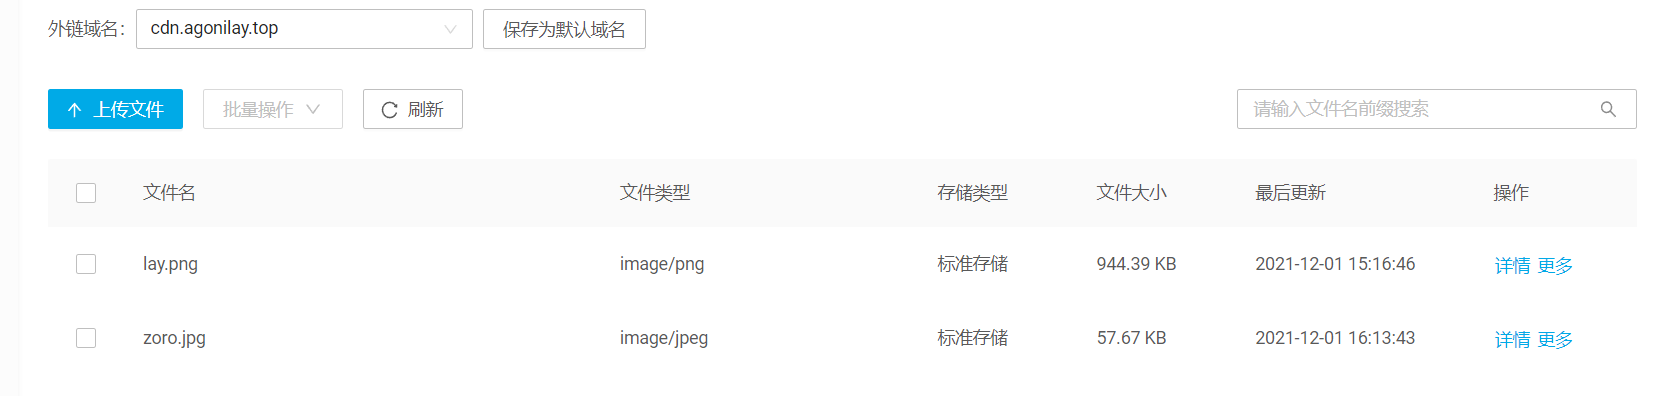 外链域名： cdn.agonilay.top 保存为默认域名
上传文件 批量操作 刷新 请输入文件名前缀搜索
文件名 文件类型 存储类型 文件大小 最后更新 操作
lay.png image/png 标准存储 944.39 KB 2021-12-01 15:16:46 详情 更多
zoro.jpg image/jpeg 标准存储 57.67 KB 2021-12-01 16:13:43 详情 更多